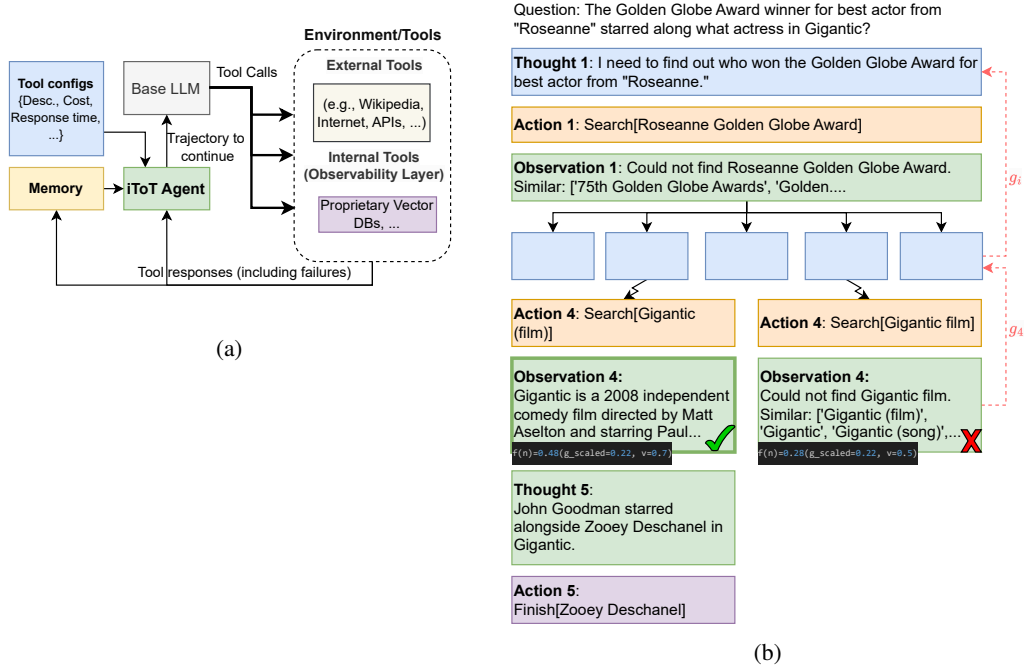 Environment/Tools
External Tools
Tool configs
{Desc., Cost,
Response time,
...}
Base LLM
Tool Calls
(e.g., Wikipedia,
Internet, APIs, ...)
Trajectory to
continue
Internal Tools
(Observability Layer)
Memory
iToT Agent
Proprietary Vector
DBs, ...
Tool responses (including failures)
(a)
Question: The Golden Globe Award winner for best actor from
"Roseanne" starred along what actress in Gigantic?
Thought 1: I need to find out who won the Golden Globe Award for
best actor from "Roseanne."
Action 1: Search[Roseanne Golden Globe Award]
Observation 1: Could not find Roseanne Golden Globe Award.
Similar: ['75th Golden Globe Awards', 'Golden....
g_i
Action 4: Search[Gigantic
(film)]
Action 4: Search[Gigantic film]
g_4
Observation 4:
Gigantic is a 2008 independent
comedy film directed by Matt
Aselton and starring Paul...
f(n)=0.48(g_scaled=0.22, v=0.7)
Observation 4:
Could not find Gigantic film.
Similar: ['Gigantic (film)',
'Gigantic', 'Gigantic (song)',...
f(n)=0.28(g_scaled=0.22, v=0.5)
Thought 5:
John Goodman starred
alongside Zooey Deschanel in
Gigantic.
Action 5:
Finish[Zooey Deschanel]
(b)